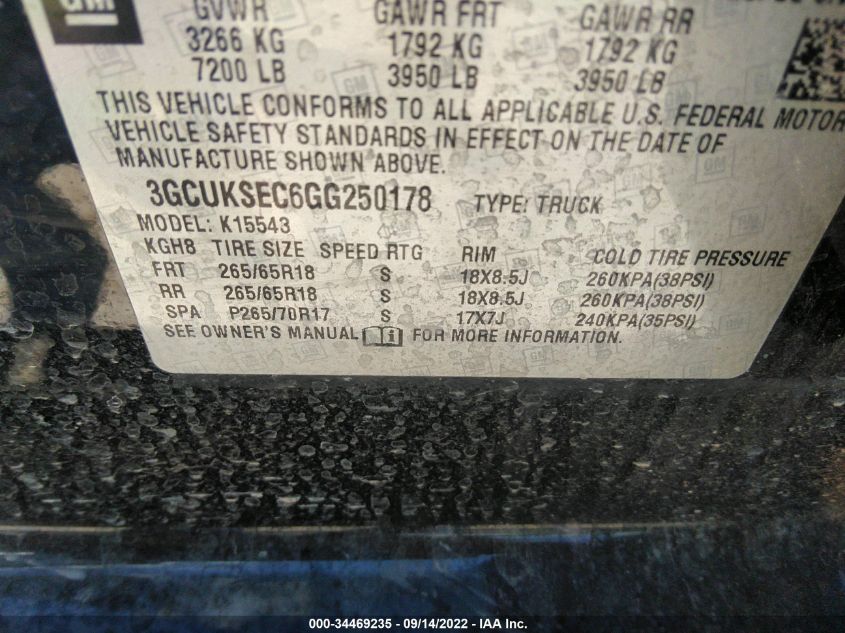 GM
GVWR GAWR FRT GAWR RR
3266 KG 1792 KG 1792 KG
7200 LB 3950 LB 3950 LB
THIS VEHICLE CONFORMS TO ALL APPLICABLE U.S. FEDERAL MOTOR
VEHICLE SAFETY STANDARDS IN EFFECT ON THE DATE OF
MANUFACTURE SHOWN ABOVE.
3GCUKSEC6GG250178 TYPE: TRUCK
MODEL: K15543
KGH8 TIRE SIZE SPEED RTG RIM COLD TIRE PRESSURE
FRT 265/65R18 S 18X8.5J 260KPA(38PSI)
RR 265/65R18 S 18X8.5J 260KPA(38PSI)
SPA P265/70R17 S 17X7J 240KPA(35PSI)
SEE OWNER'S MANUAL i FOR MORE INFORMATION.
000-34469235 - 09/14/2022 - IAA Inc.